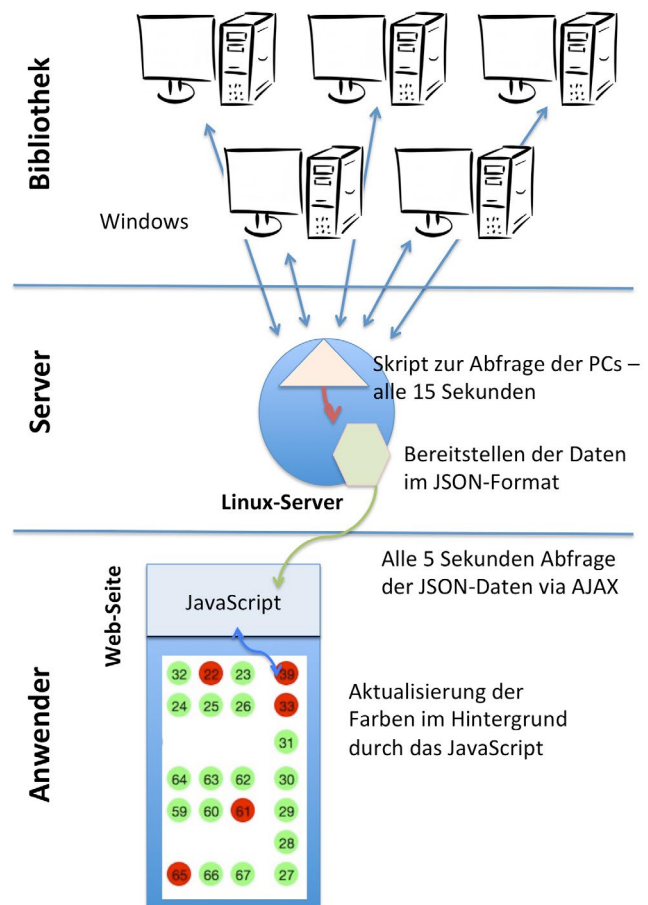 Bibliothek
Windows
Server
Skript zur Abfrage der PCs –
alle 15 Sekunden
Bereitstellen der Daten
im JSON-Format
Linux-Server
Anwender
Alle 5 Sekunden Abfrage
der JSON-Daten via AJAX
Web-Seite
JavaScript
32 22 23 39
24 25 26 33
31
64 63 62 30
59 60 61 29
28
65 66 67 27
Aktualisierung der
Farben im Hintergrund
durch das JavaScript